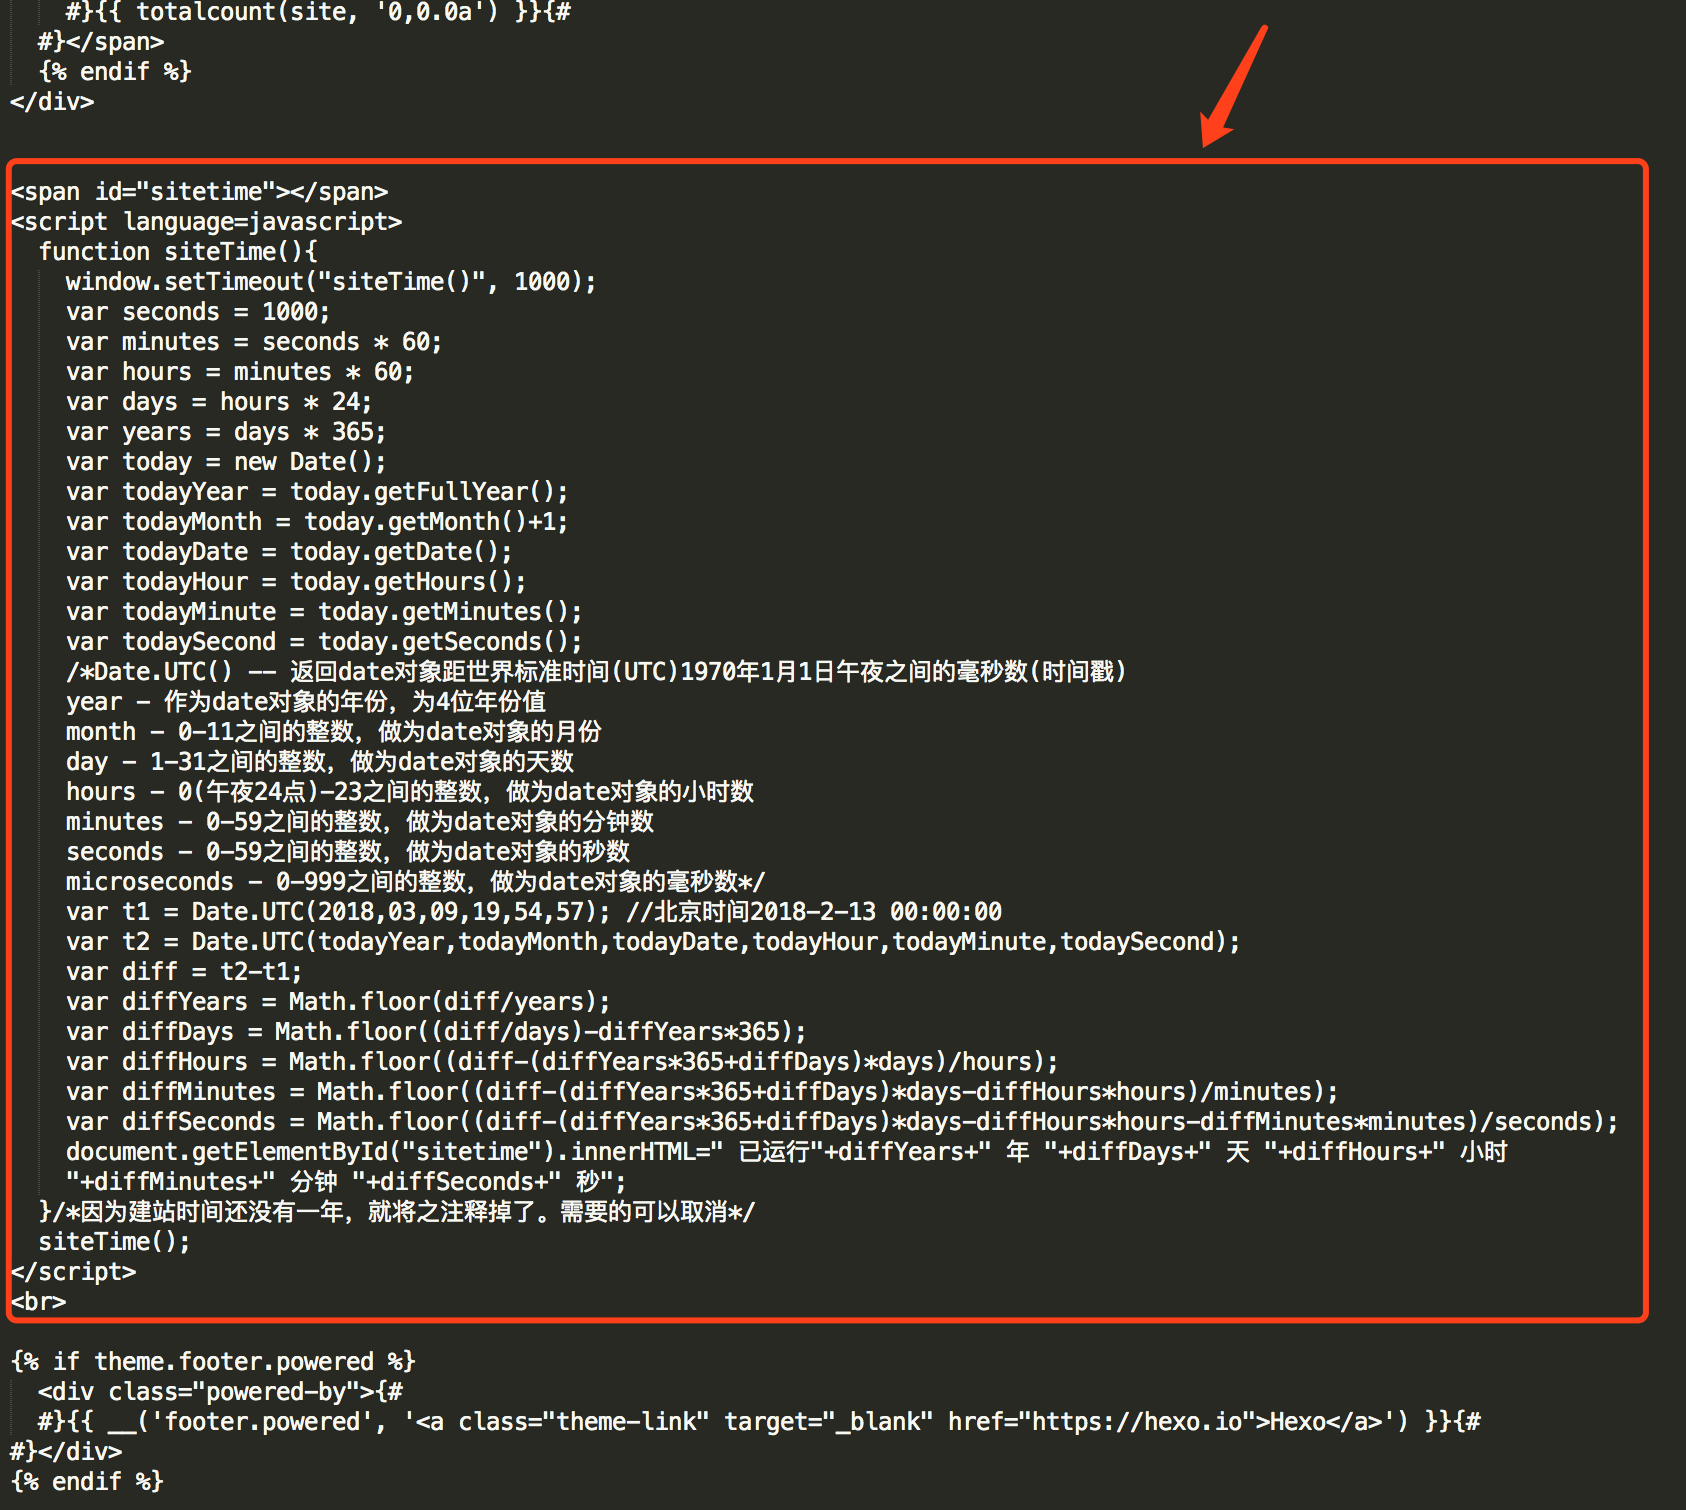 #}{{ totalcount(site, '0,0.0a') }}{#
  #}</span>
  {% endif %}
</div>
<span id="sitetime"></span>
<script language=javascript>
  function siteTime(){
    window.setTimeout("siteTime()", 1000);
    var seconds = 1000;
    var minutes = seconds * 60;
    var hours = minutes * 60;
    var days = hours * 24;
    var years = days * 365;
    var today = new Date();
    var todayYear = today.getFullYear();
    var todayMonth = today.getMonth()+1;
    var todayDate = today.getDate();
    var todayHour = today.getHours();
    var todayMinute = today.getMinutes();
    var todaySecond = today.getSeconds();
    /*Date.UTC() -- 返回date对象距世界标准时间(UTC)1970年1月1日午夜之间的毫秒数(时间戳)
    year - 作为date对象的年份，为4位年份值
    month - 0-11之间的整数，做为date对象的月份
    day - 1-31之间的整数，做为date对象的天数
    hours - 0(午夜24点)-23之间的整数，做为date对象的小时数
    minutes - 0-59之间的整数，做为date对象的分钟数
    seconds - 0-59之间的整数，做为date对象的秒数
    microseconds - 0-999之间的整数，做为date对象的毫秒数*/
    var t1 = Date.UTC(2018,03,09,19,54,57); //北京时间2018-2-13 00:00:00
    var t2 = Date.UTC(todayYear,todayMonth,todayDate,todayHour,todayMinute,todaySecond);
    var diff = t2-t1;
    var diffYears = Math.floor(diff/years);
    var diffDays = Math.floor((diff/days)-diffYears*365);
    var diffHours = Math.floor((diff-(diffYears*365+diffDays)*days)/hours);
    var diffMinutes = Math.floor((diff-(diffYears*365+diffDays)*days-diffHours*hours)/minutes);
    var diffSeconds = Math.floor((diff-(diffYears*365+diffDays)*days-diffHours*hours-diffMinutes*minutes)/seconds);
    document.getElementById("sitetime").innerHTML=" 已运行"+diffYears+" 年 "+diffDays+" 天 "+diffHours+" 小时
    "+diffMinutes+" 分钟 "+diffSeconds+" 秒";
  }/*因为建站时间还没有一年，就将之注释掉了。需要的可以取消*/
  siteTime();
</script>
<br>
{% if theme.footer.powered %}
  <div class="powered-by">{#
  #}{{ __('footer.powered', '<a class="theme-link" target="_blank" href="https://hexo.io">Hexo</a>') }}{#
#}</div>
{% endif %}